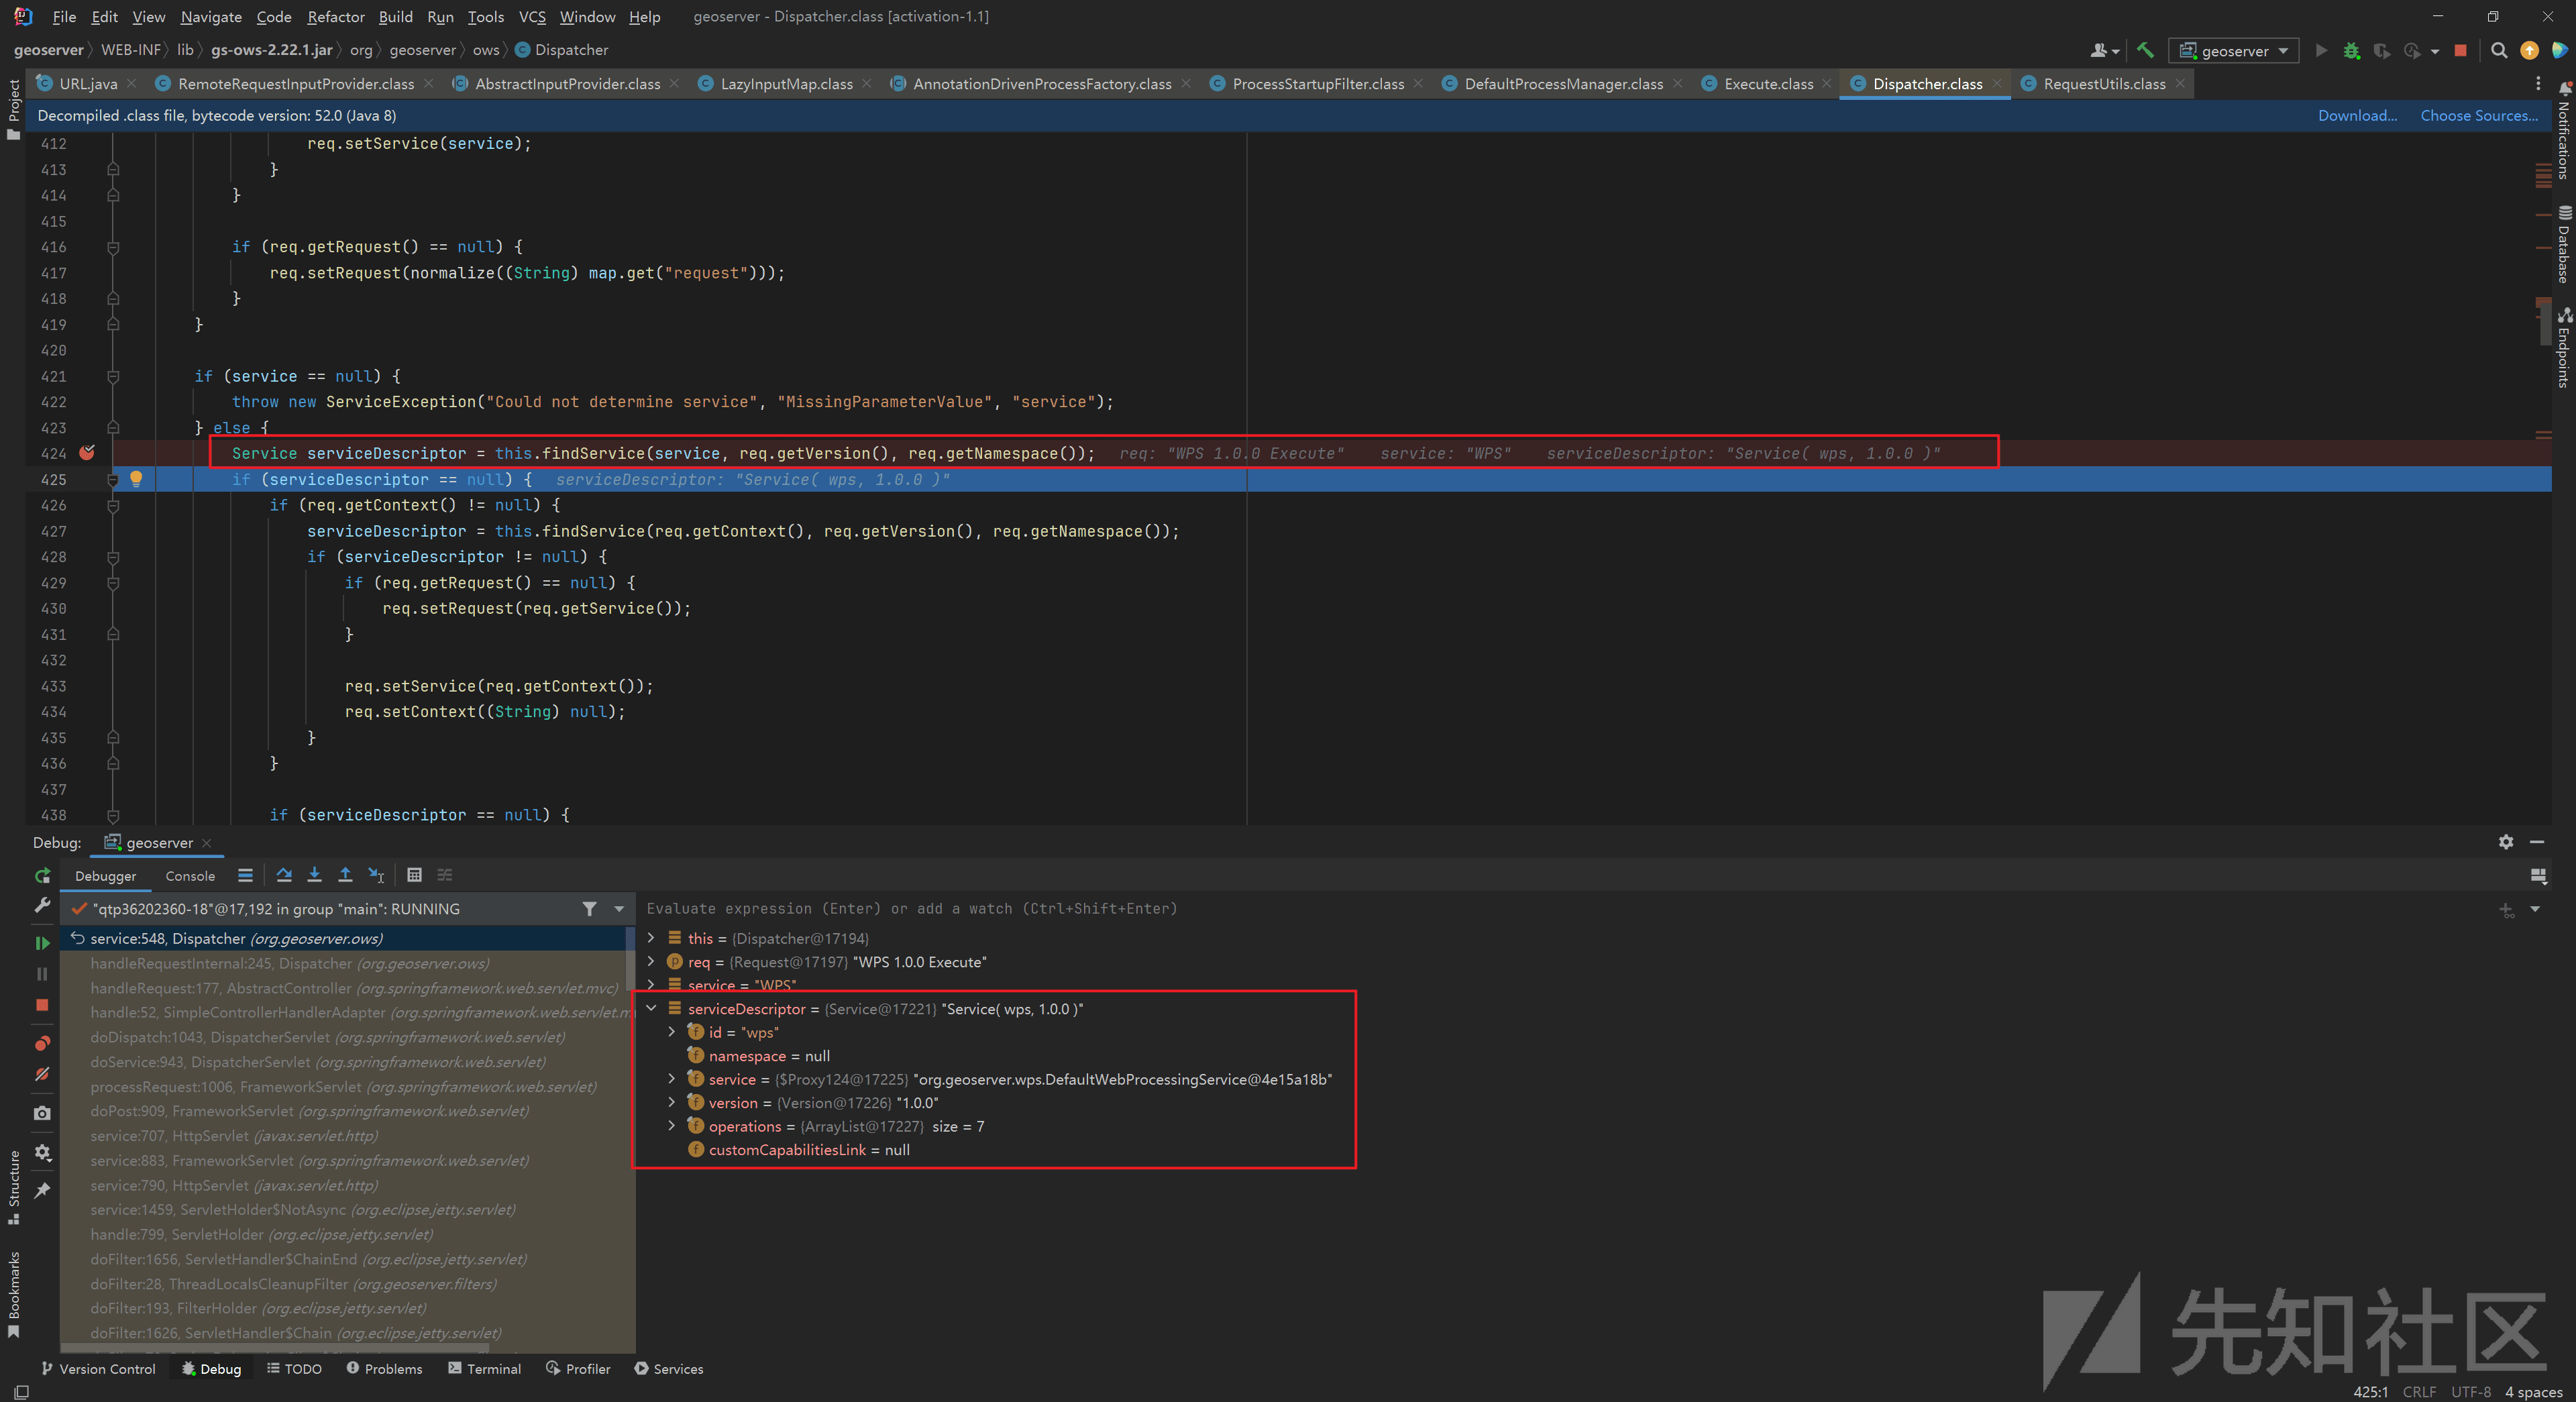 File Edit View Navigate Code Refactor Build Run Tools VCS Window Help geoserver - Dispatcher.class [activation-1.1]
geoserver WEB-INF lib gs-ows-2.22.1.jar org geoserver ows Dispatcher
geoserver
URL.java RemoteRequestInputProvider.class AbstractInputProvider.class LazyInputMap.class AnnotationDrivenProcessFactory.class ProcessStartupFilter.class DefaultProcessManager.class Execute.class Dispatcher.class RequestUtils.class
Decompiled .class file, bytecode version: 52.0 (Java 8) Download... Choose Sources...
Project
Notifications
Database
Endpoints
412 req.setService(service);
413 }
414 }
415
416 if (req.getRequest() == null) {
417 req.setRequest(normalize((String) map.get("request")));
418 }
419 }
420
421 if (service == null) {
422 throw new ServiceException("Could not determine service", "MissingParameterValue", "service");
423 } else {
424 Service serviceDescriptor = this.findService(service, req.getVersion(), req.getNamespace()); req: "WPS 1.0.0 Execute" service: "WPS" serviceDescriptor: "Service( wps, 1.0.0 )"
425 if (serviceDescriptor == null) { serviceDescriptor: "Service( wps, 1.0.0 )"
426 if (req.getContext() != null) {
427 serviceDescriptor = this.findService(req.getContext(), req.getVersion(), req.getNamespace());
428 if (serviceDescriptor != null) {
429 if (req.getRequest() == null) {
430 req.setRequest(req.getService());
431 }
432
433 req.setService(req.getContext());
434 req.setContext((String) null);
435 }
436 }
437
438 if (serviceDescriptor == null) {
Debug: geoserver
Debugger Console
"qtp36202360-18"@17,192 in group "main": RUNNING
service:548, Dispatcher (org.geoserver.ows)
handleRequestInternal:245, Dispatcher (org.geoserver.ows)
handleRequest:177, AbstractController (org.springframework.web.servlet.mvc)
handle:52, SimpleControllerHandlerAdapter (org.springframework.web.servlet.m
doDispatch:1043, DispatcherServlet (org.springframework.web.servlet)
doService:943, DispatcherServlet (org.springframework.web.servlet)
processRequest:1006, FrameworkServlet (org.springframework.web.servlet)
doPost:909, FrameworkServlet (org.springframework.web.servlet)
service:707, HttpServlet (javax.servlet.http)
service:883, FrameworkServlet (org.springframework.web.servlet)
service:790, HttpServlet (javax.servlet.http)
service:1459, ServletHolder$NotAsync (org.eclipse.jetty.servlet)
handle:799, ServletHolder (org.eclipse.jetty.servlet)
doFilter:1656, ServletHandler$ChainEnd (org.eclipse.jetty.servlet)
doFilter:28, ThreadLocalsCleanupFilter (org.geoserver.filters)
doFilter:193, FilterHolder (org.eclipse.jetty.servlet)
doFilter:1626, ServletHandler$Chain (org.eclipse.jetty.servlet)
Evaluate expression (Enter) or add a watch (Ctrl+Shift+Enter)
this = {Dispatcher@17194}
req = {Request@17197} "WPS 1.0.0 Execute"
service = "WPS"
serviceDescriptor = {Service@17221} "Service( wps, 1.0.0 )"
id = "wps"
namespace = null
service = {$Proxy124@17225} "org.geoserver.wps.DefaultWebProcessingService@4e15a18b"
version = {Version@17226} "1.0.0"
operations = {ArrayList@17227} size = 7
customCapabilitiesLink = null
Structure
Bookmarks
先知社区
Version Control Debug TODO Problems Terminal Profiler Services
425:1 CRLF UTF-8 4 spaces